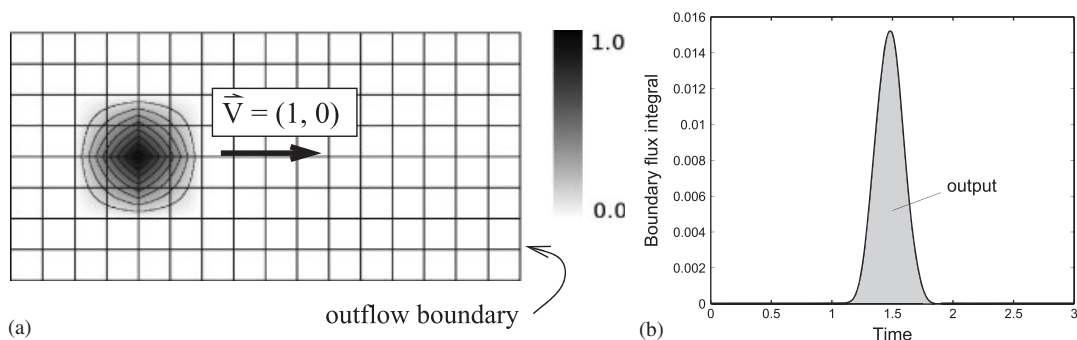 1.0
V = (1, 0)
0.0
outflow boundary
(a)
0.016
0.014
0.012
0.01
0.008
0.006
0.004
0.002
0
Boundary flux integral
output
0
0.5
1
1.5
2
2.5
3
Time
(b)